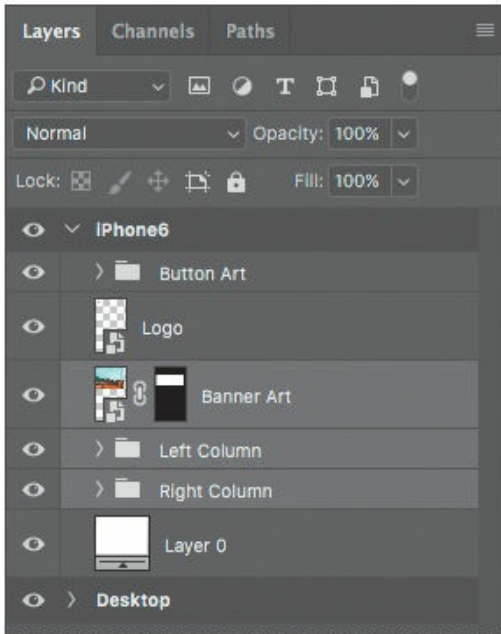 Layers Channels Paths
Kind T
Normal Opacity: 100%
Lock: Fill: 100%
iPhone6
Button Art
Logo
Banner Art
Left Column
Right Column
Layer 0
Desktop